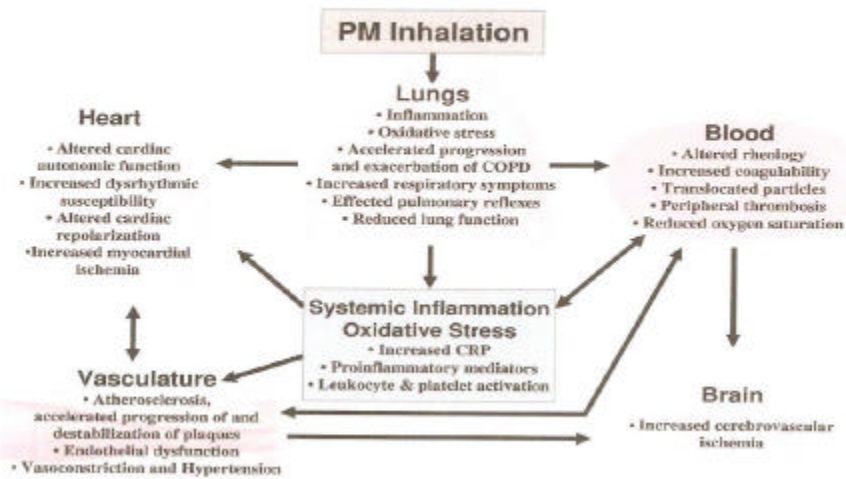 PM Inhalation
Lungs
• Inflammation
• Oxidative stress
• Accelerated progression
and exacerbation of COPD
• Increased respiratory symptoms
• Effected pulmonary reflexes
• Reduced lung function
Heart
• Altered cardiac
autonomic function
• Increased dysrhythmic
susceptibility
• Altered cardiac
repolarization
•Increased myocardial
ischemia
Blood
• Altered rheology
• Increased coagulability
• Translocated particles
• Peripheral thrombosis
• Reduced oxygen saturation
Systemic Inflammation
Oxidative Stress
• Increased CRP
• Proinflammatory mediators
• Leukocyte & platelet activation
Vasculature
• Atherosclerosis,
accelerated progression of and
destabilization of plaques
• Endothelial dysfunction
• Vasoconstriction and Hypertension
Brain
• Increased cerebrovascular
ischemia